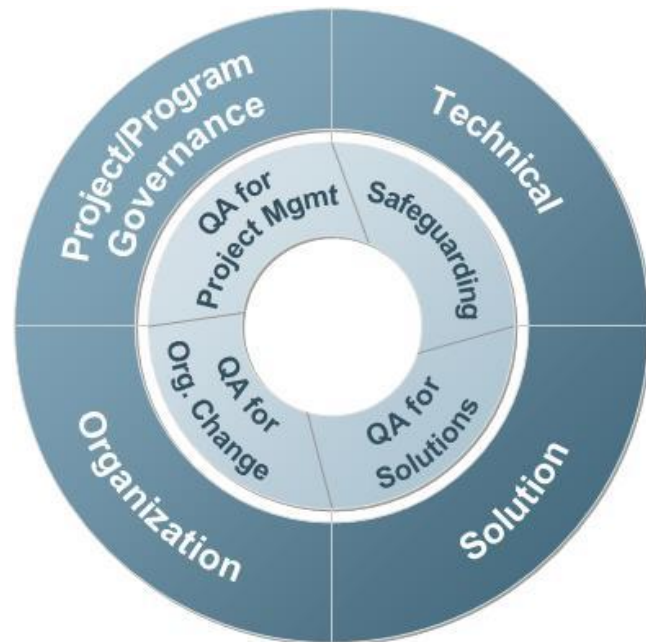 Project/Program
Governance
Technical
QA for
Project Mgmt
Safeguarding
QA for
Org. Change
QA for
Solutions
Organization
Solution